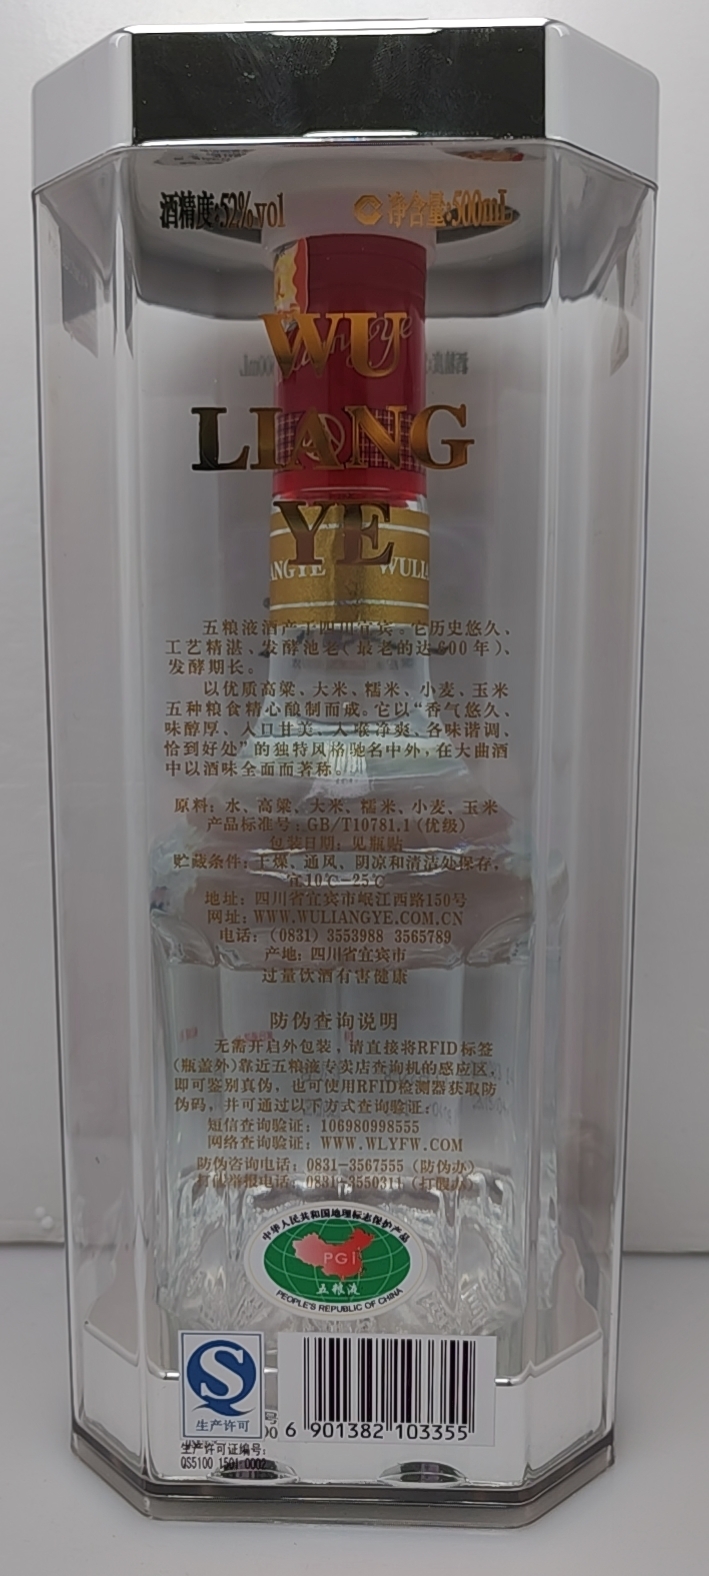 酒精度:52%vol 净含量:500mL
WU
LIANG
YE
ANGYE WULIA
五粮液酒产于四川宜宾。它历史悠久、
工艺精湛、发酵池老(最老的达600年)、
发酵期长。
以优质高粱、大米、糯米、小麦、玉米
五种粮食精心酿制而成。它以“香气悠久、
味醇厚、入口甘美、入喉净爽、各味谐调、
恰到好处”的独特风格驰名中外,在大曲酒
中以酒味全面而著称。
原料:水、高粱、大米、糯米、小麦、玉米
产品标准号:GB/T10781.1(优级)
包装日期:见瓶贴
贮藏条件:干燥、通风、阴凉和清洁处保存,
宜10℃-25℃
地址:四川省宜宾市岷江西路150号
网址:WWW.WULIANGYE.COM.CN
电话:(0831)3553988 3565789
产地:四川省宜宾市
过量饮酒有害健康
防伪查询说明
无需开启外包装,请直接将RFID标签
(瓶盖外)靠近五粮液专卖店查询机的感应区,
即可鉴别真伪,也可使用RFID检测器获取防
伪码,并可通过以下方式查询验证:
短信查询验证:106980998555
网络查询验证:WWW.WLYFW.COM
防伪咨询电话:0831-3567555(防伪办)
打假举报电话:0831-3550311(打假办)
中华人民共和国地理标志保护产品
PGI
五粮液
PEOPLE'S REPUBLIC OF CHINA
S
生产许可
6 901382 103355
生产许可证编号:
QS5100 1501 0002